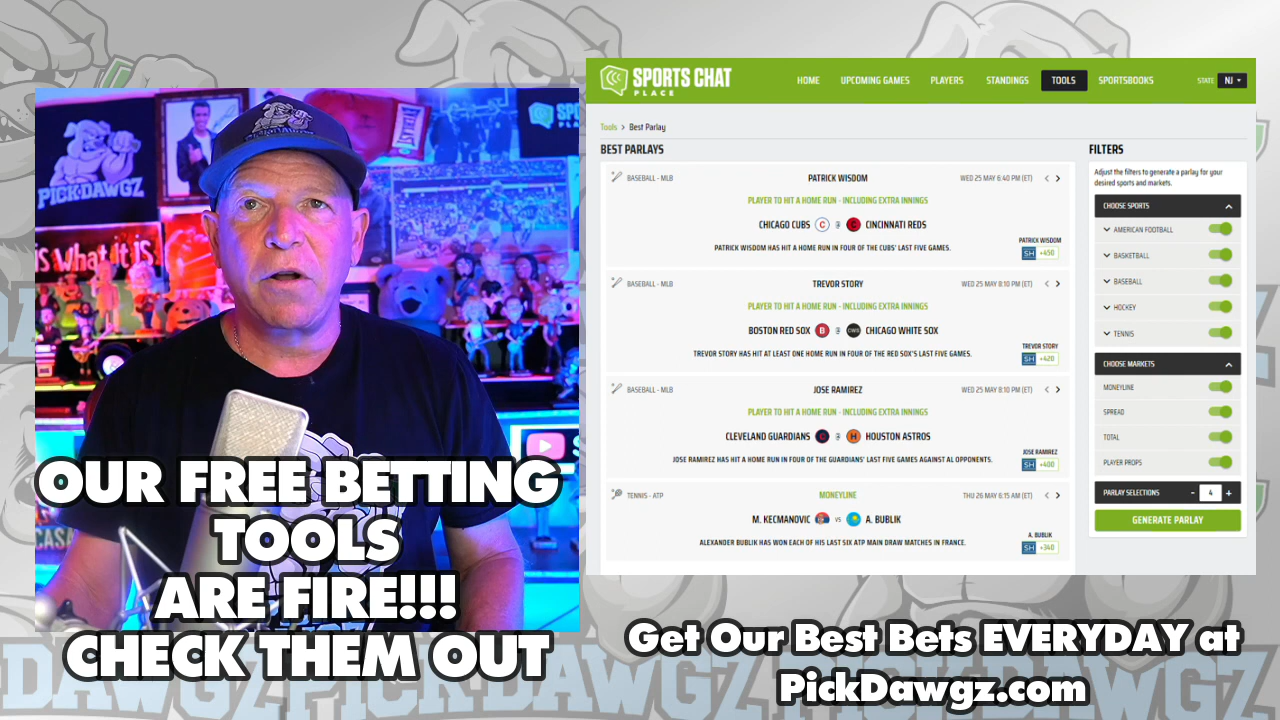 PICKDAWGZ
is What it is
OUR FREE BETTING
TOOLS
ARE FIRE!!!
CHECK THEM OUT
SPORTS CHAT
PLACE
HOME
UPCOMING GAMES
PLAYERS
STANDINGS
TOOLS
SPORTSBOOKS
STATE
NJ
Tools > Best Parlay
BEST PARLAYS
BASEBALL - MLB
PATRICK WISDOM
WED 25 MAY 6:40 PM (ET)
PLAYER TO HIT A HOME RUN - INCLUDING EXTRA INNINGS
CHICAGO CUBS C @ C CINCINNATI REDS
PATRICK WISDOM HAS HIT A HOME RUN IN FOUR OF THE CUBS' LAST FIVE GAMES.
PATRICK WISDOM
SH +450
BASEBALL - MLB
TREVOR STORY
WED 25 MAY 8:10 PM (ET)
PLAYER TO HIT A HOME RUN - INCLUDING EXTRA INNINGS
BOSTON RED SOX B @ CWS CHICAGO WHITE SOX
TREVOR STORY HAS HIT AT LEAST ONE HOME RUN IN FOUR OF THE RED SOX'S LAST FIVE GAMES.
TREVOR STORY
SH +420
BASEBALL - MLB
JOSE RAMIREZ
WED 25 MAY 8:10 PM (ET)
PLAYER TO HIT A HOME RUN - INCLUDING EXTRA INNINGS
CLEVELAND GUARDIANS C @ H HOUSTON ASTROS
JOSE RAMIREZ HAS HIT A HOME RUN IN FOUR OF THE GUARDIANS' LAST FIVE GAMES AGAINST AL OPPONENTS.
JOSE RAMIREZ
SH +400
TENNIS - ATP
MONEYLINE
THU 26 MAY 6:15 AM (ET)
M. KECMANOVIC VS A. BUBLIK
ALEXANDER BUBLIK HAS WON EACH OF HIS LAST SIX ATP MAIN DRAW MATCHES IN FRANCE.
A. BUBLIK
SH +340
FILTERS
Adjust the filters to generate a parlay for your
desired sports and markets.
CHOOSE SPORTS
AMERICAN FOOTBALL
BASKETBALL
BASEBALL
HOCKEY
TENNIS
CHOOSE MARKETS
MONEYLINE
SPREAD
TOTAL
PLAYER PROPS
PARLAY SELECTIONS - 4 +
GENERATE PARLAY
Get Our Best Bets EVERYDAY at
PickDawgz.com